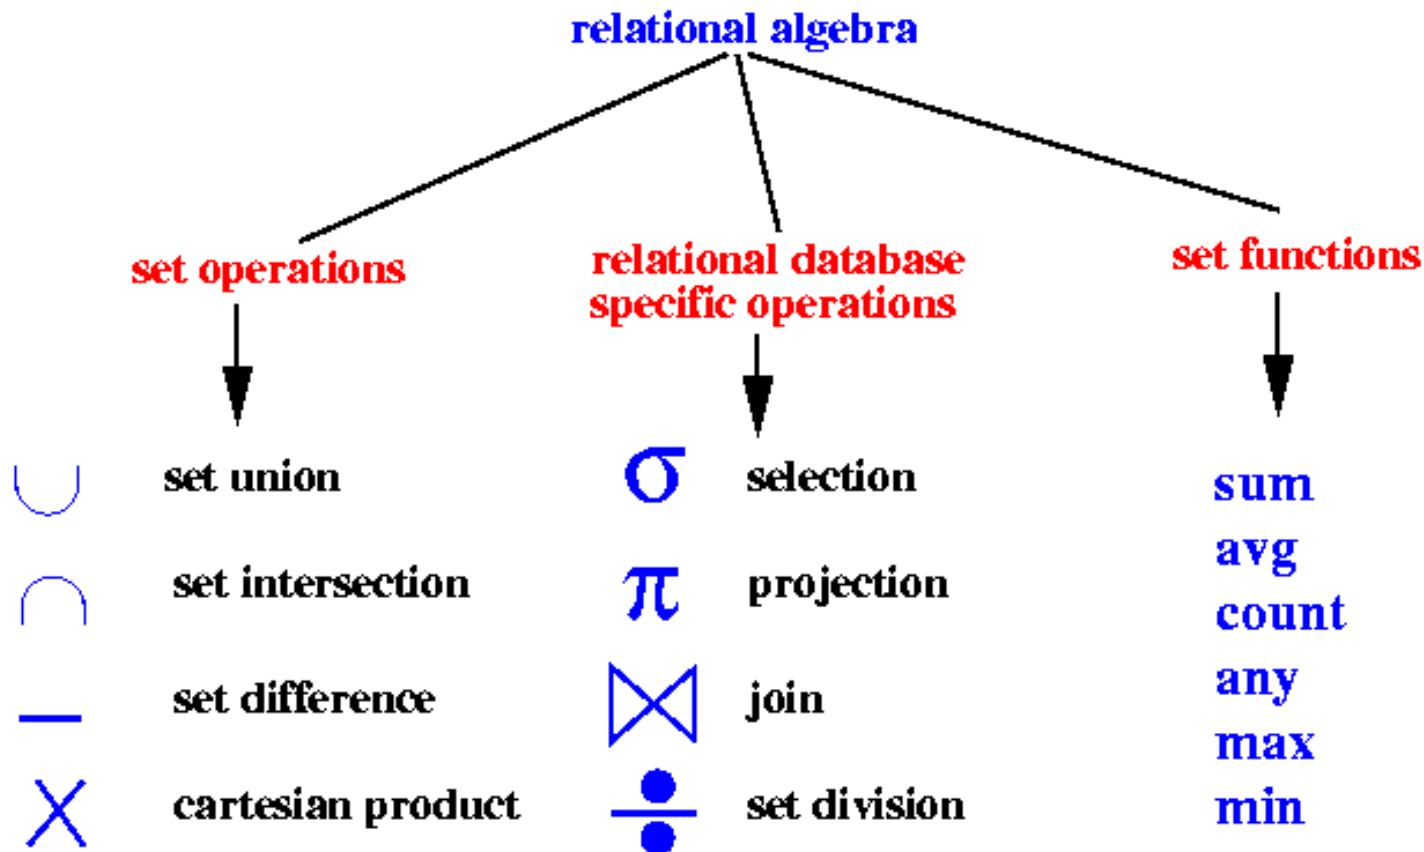 relational algebra
set operations
relational database
specific operations
set functions
∪ set union
∩ set intersection
− set difference
× cartesian product
σ selection
π projection
⋈ join
÷ set division
sum
avg
count
any
max
min